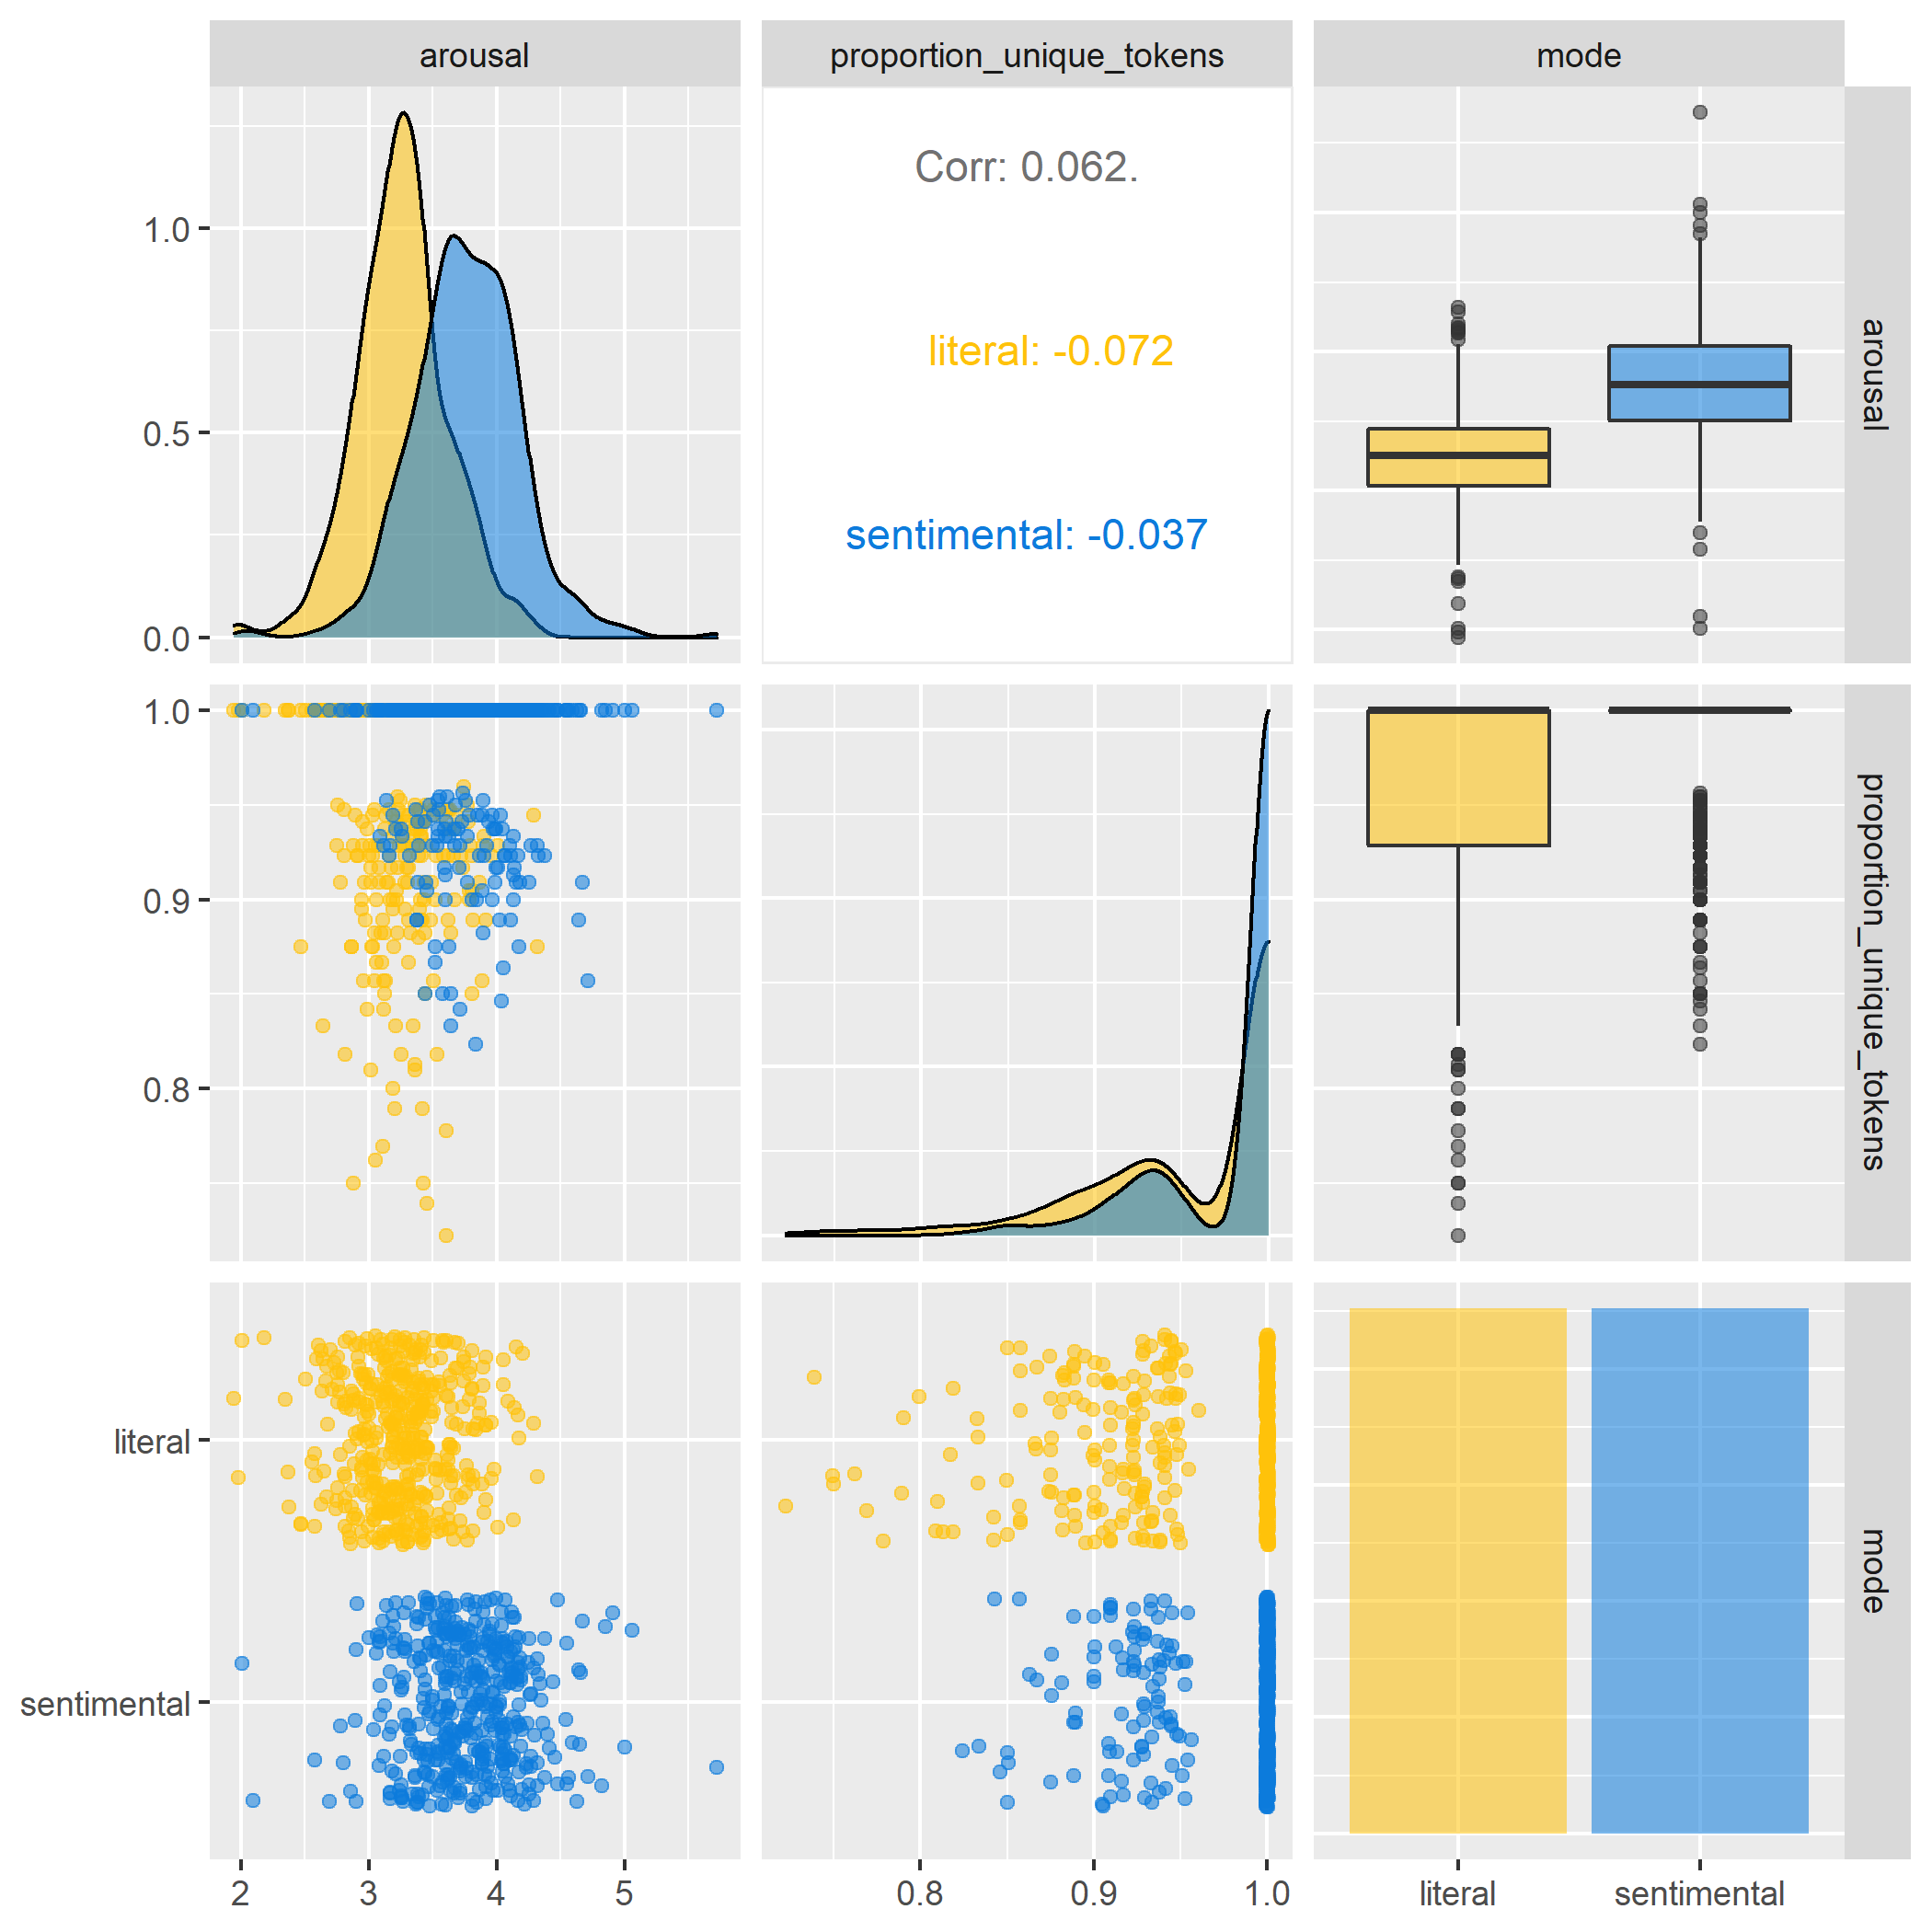 arousal
proportion_unique_tokens
mode
1.0
0.5
0.0
Corr: 0.062.
literal: -0.072
sentimental: -0.037
arousal
1.0
0.9
0.8
proportion_unique_tokens
literal
sentimental
mode
2 3 4 5
0.8 0.9 1.0
literal sentimental